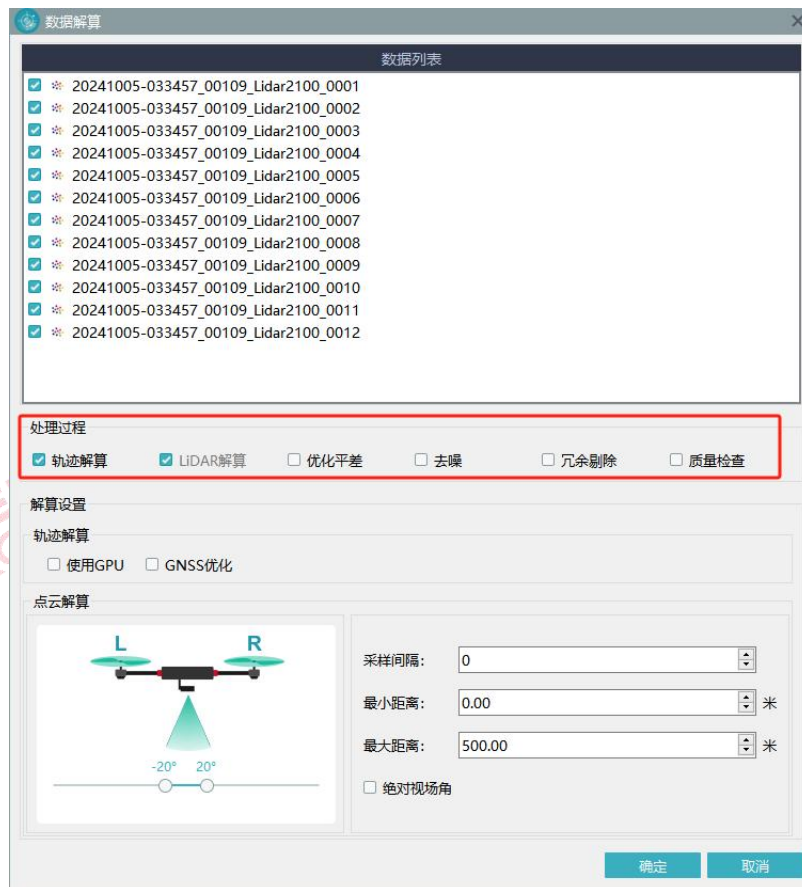 数据解算
数据列表
20241005-033457_00109_Lidar2100_0001
20241005-033457_00109_Lidar2100_0002
20241005-033457_00109_Lidar2100_0003
20241005-033457_00109_Lidar2100_0004
20241005-033457_00109_Lidar2100_0005
20241005-033457_00109_Lidar2100_0006
20241005-033457_00109_Lidar2100_0007
20241005-033457_00109_Lidar2100_0008
20241005-033457_00109_Lidar2100_0009
20241005-033457_00109_Lidar2100_0010
20241005-033457_00109_Lidar2100_0011
20241005-033457_00109_Lidar2100_0012
处理过程
轨迹解算 LiDAR解算 优化平差 去噪 冗余剔除 质量检查
解算设置
轨迹解算
使用GPU GNSS优化
点云解算
L R
-20° 20°
采样间隔： 0
最小距离： 0.00 米
最大距离： 500.00 米
绝对视场角
确定 取消